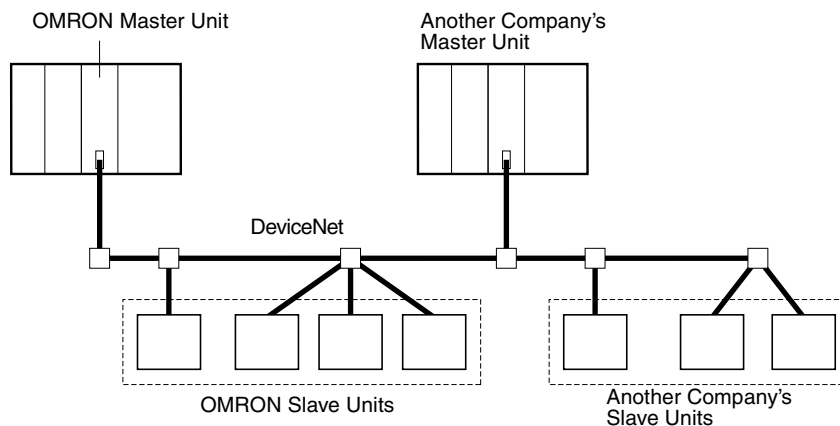 OMRON Master Unit
Another Company's
Master Unit
DeviceNet
OMRON Slave Units
Another Company's
Slave Units